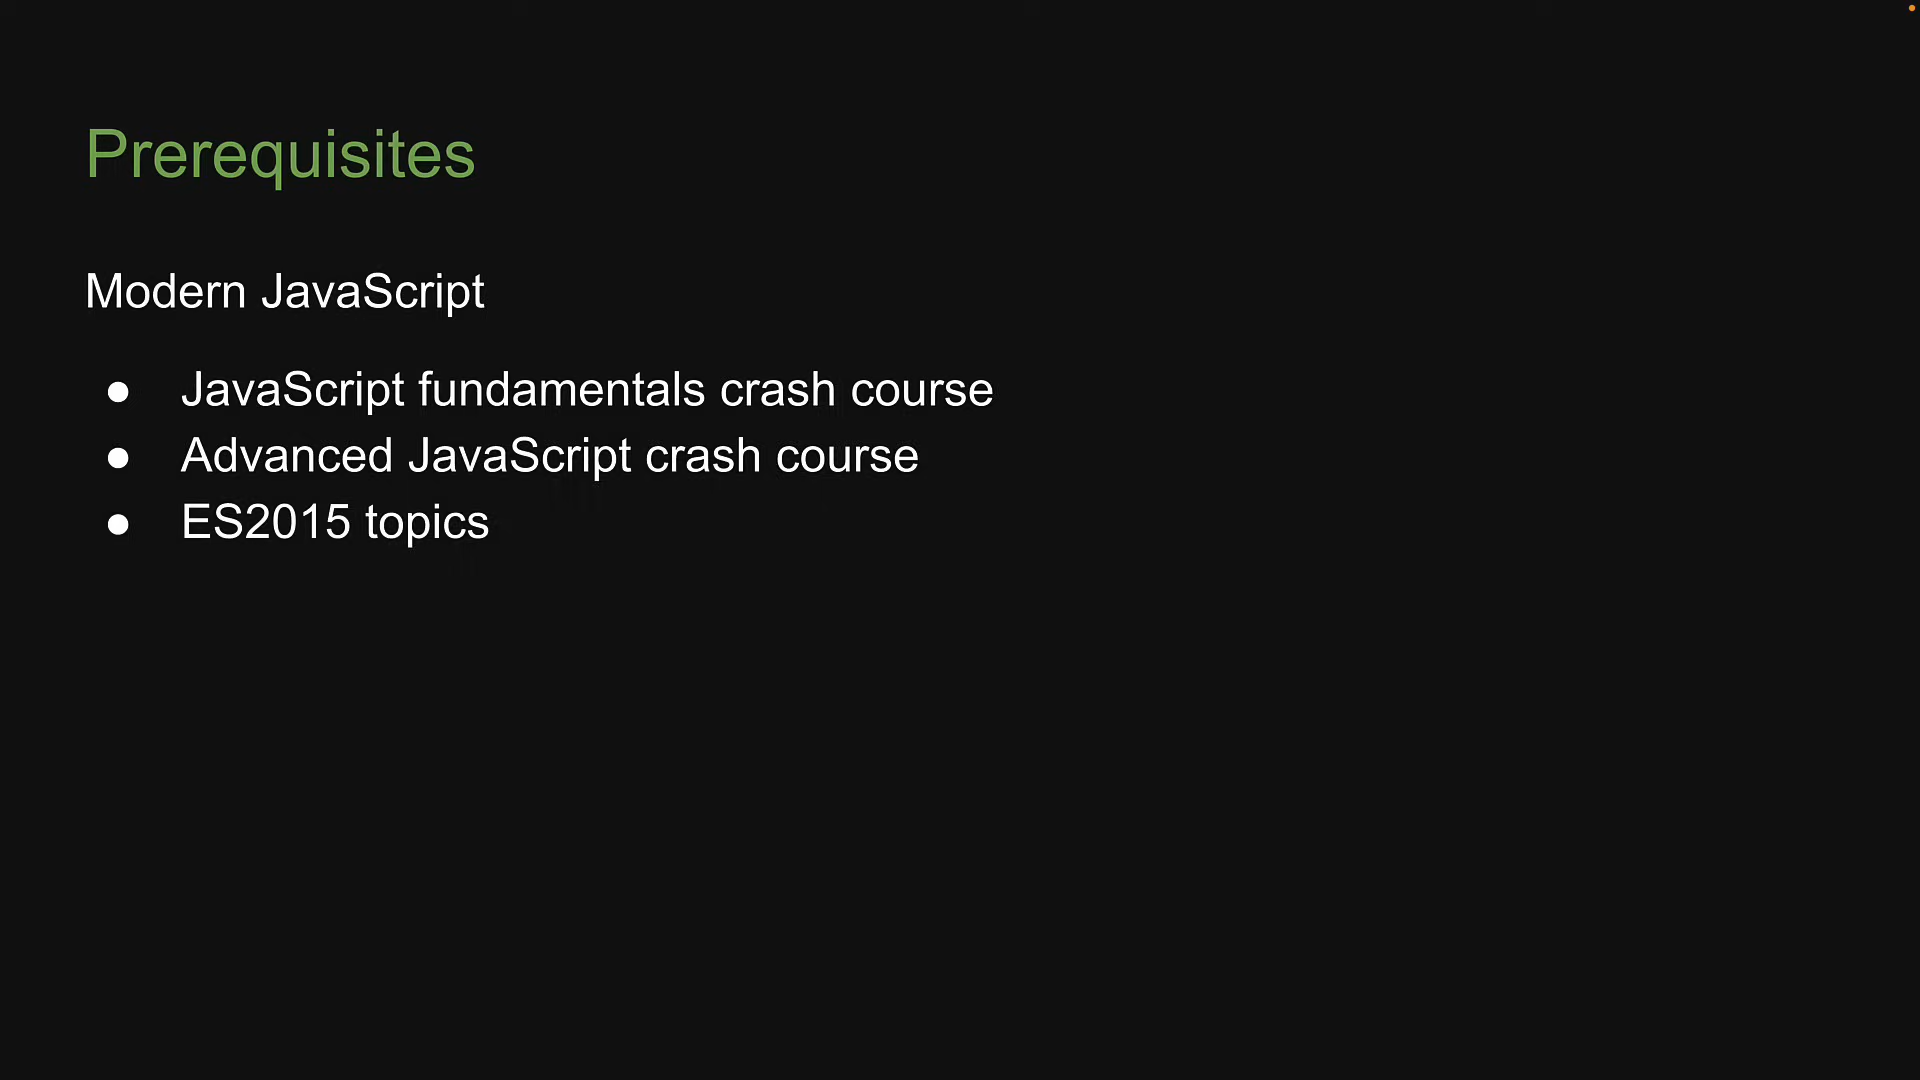 Prerequisites
Modern JavaScript
● JavaScript fundamentals crash course
● Advanced JavaScript crash course
● ES2015 topics